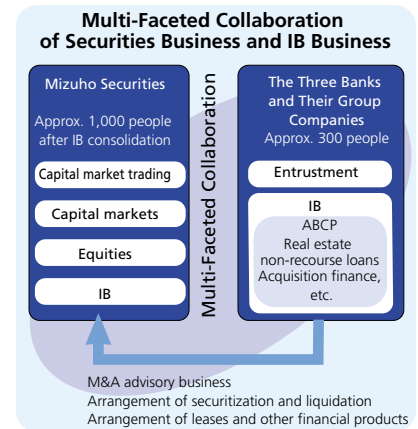 Multi-Faceted Collaboration
of Securities Business and IB Business
Mizuho Securities
Approx. 1,000 people
after IB consolidation
Capital market trading
Capital markets
Equities
IB
Multi-Faceted Collaboration
The Three Banks
and Their Group
Companies
Approx. 300 people
Entrustment
IB
ABCP
Real estate
non-recourse loans
Acquisition finance,
etc.
M&A advisory business
Arrangement of securitization and liquidation
Arrangement of leases and other financial products